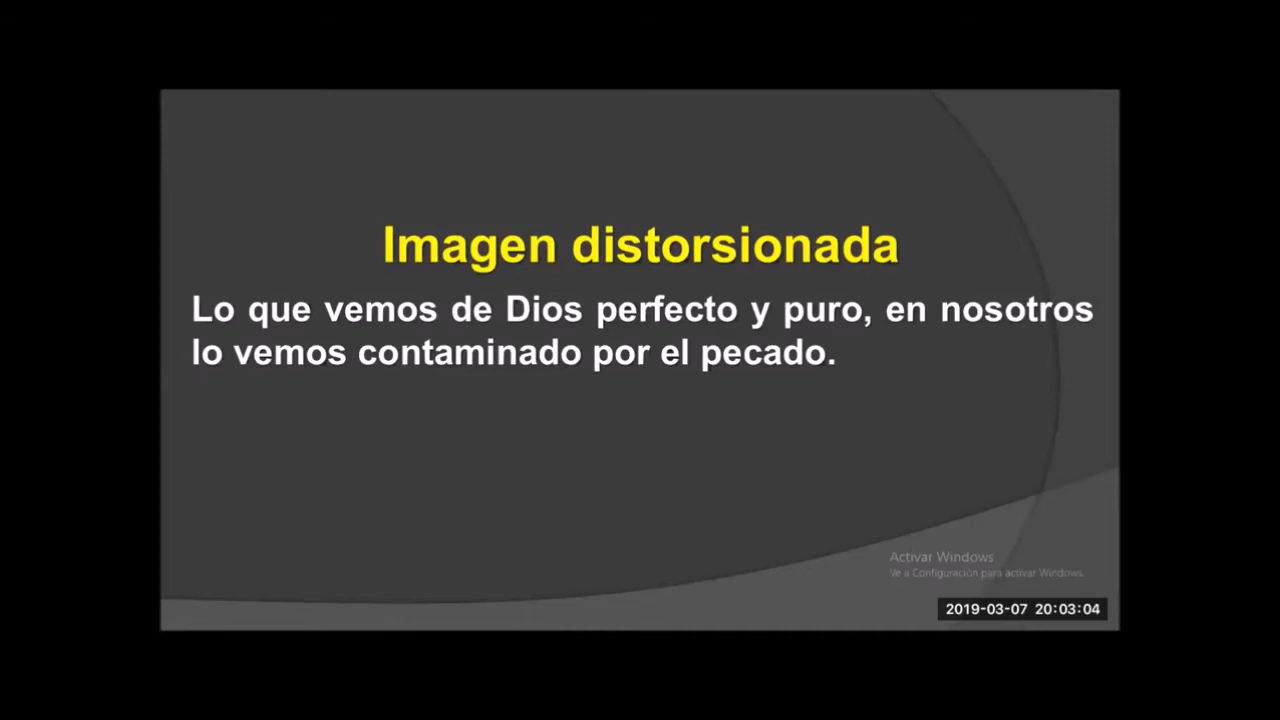 Imagen distorsionada
Lo que vemos de Dios perfecto y puro, en nosotros
lo vemos contaminado por el pecado.
Activar Windows
Ve a Configuración para activar Windows.
2019-03-07 20:03:04